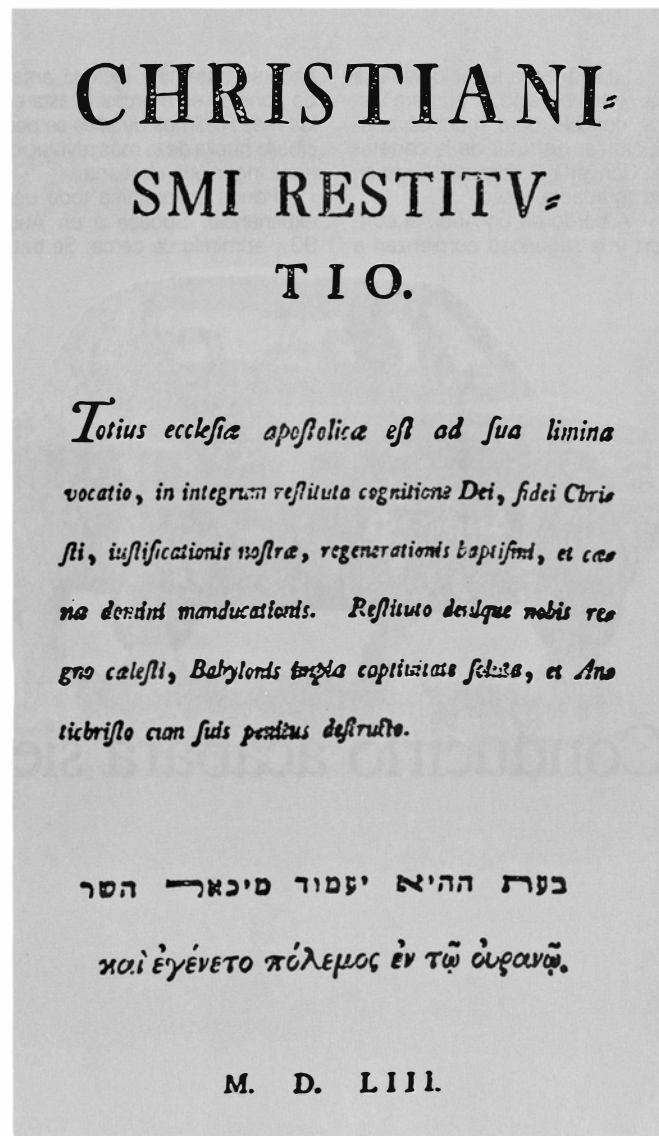 CHRISTIANI⸗
SMI RESTITV⸗
TIO.
Totius eccleſiæ apoſtolicæ eſt ad ſua limina
vocatio, in integrum reſtituta cognitione Dei, fidei Chri⸗
ſti, iuſtificationis noſtræ, regenerationis baptiſmi, et cœ⸗
na domini manducationis. Reſtituto denique nobis re⸗
gno cæleſti, Babylonis impia captiuitate ſoluta, et An⸗
tichriſto cum ſuis penitus deſtructo.
בעת ההיא יעמוד מיכאל השר
καὶ ἐγένετο πόλεμος ἐν τῷ οὐρανῷ.
M. D. LIII.